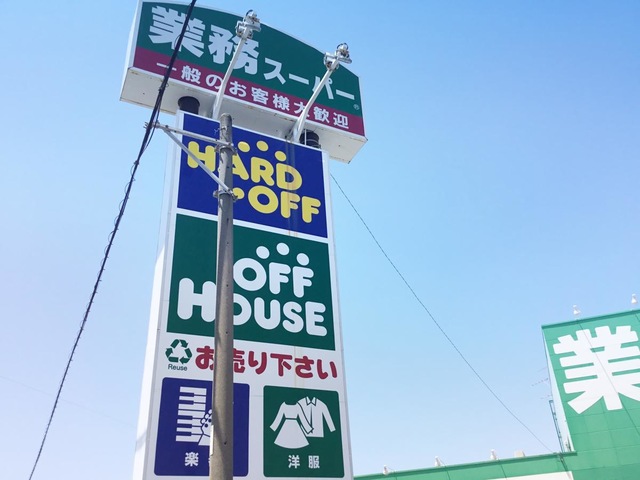 業務スーパー®
一般のお客様大歓迎
HARD
OFF
OFF
HOUSE
お売り下さい
Reuse
楽
洋服
業